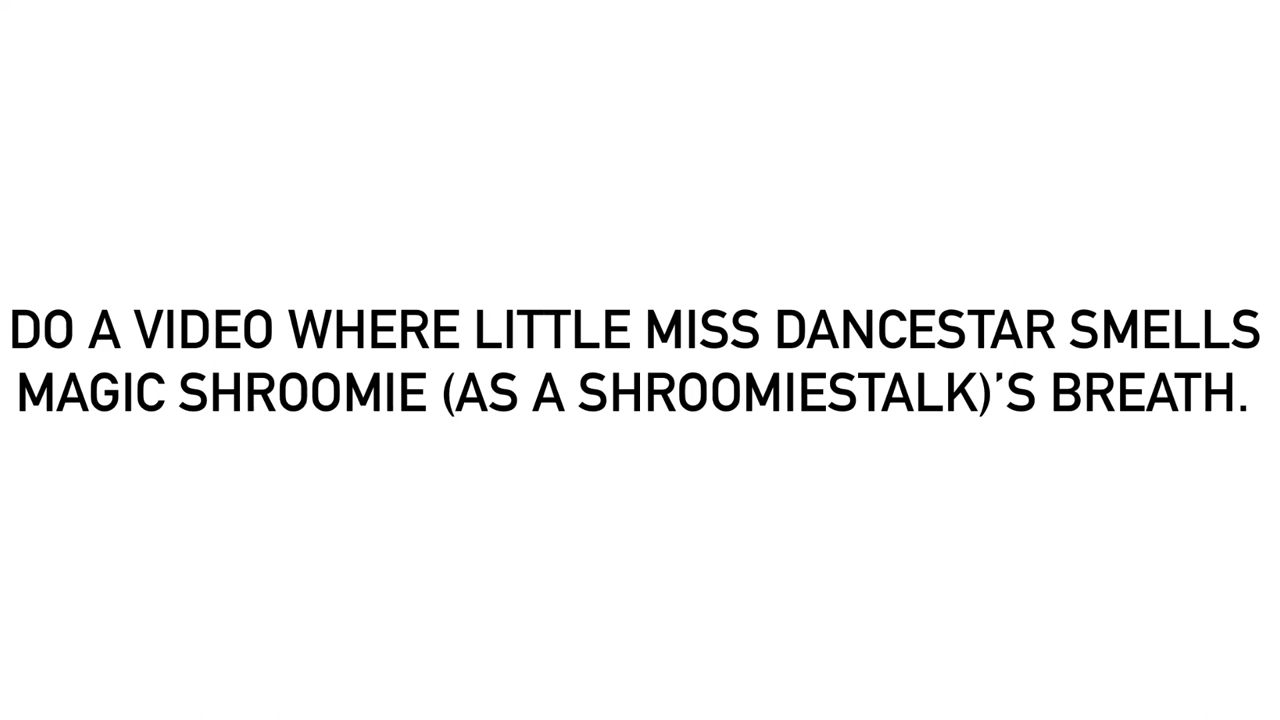 DO A VIDEO WHERE LITTLE MISS DANCESTAR SMELLS
MAGIC SHROOMIE (AS A SHROOMIESTALK)’S BREATH.